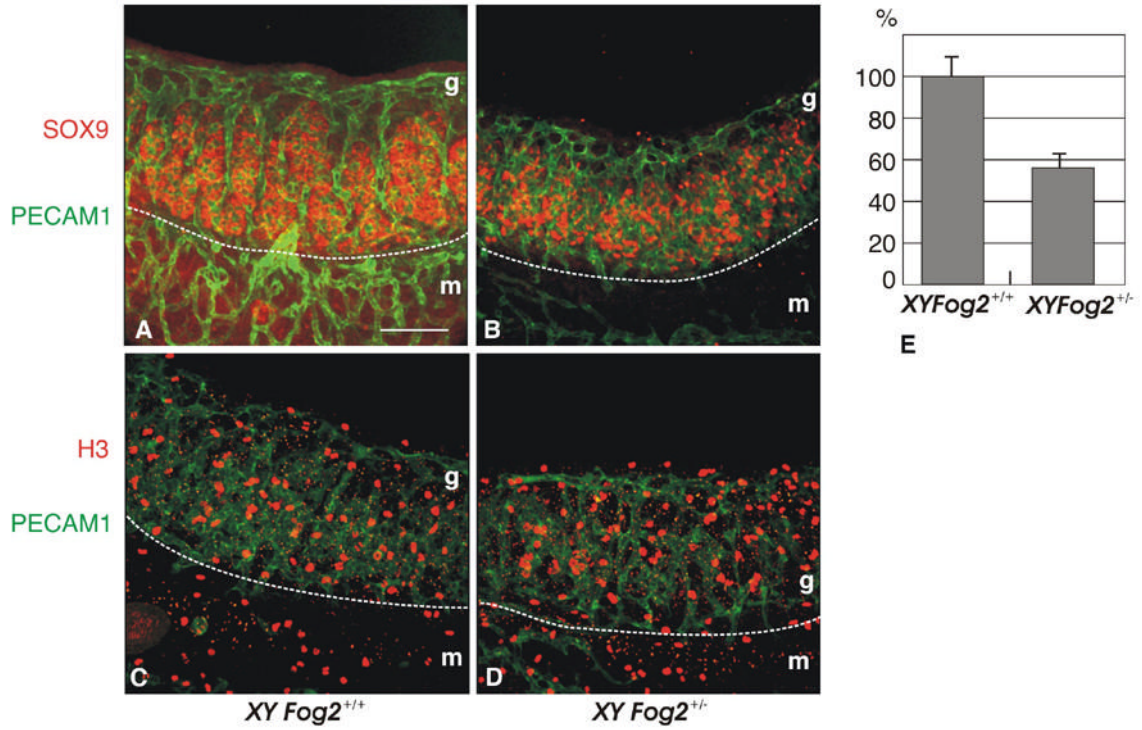 SOX9
PECAM1
g
m
A
g
m
B
H3
PECAM1
g
m
C
g
m
D
XY Fog2+/+
XY Fog2+/-
%
100
80
60
40
20
0
XYFog2+/+ XYFog2+/-
E